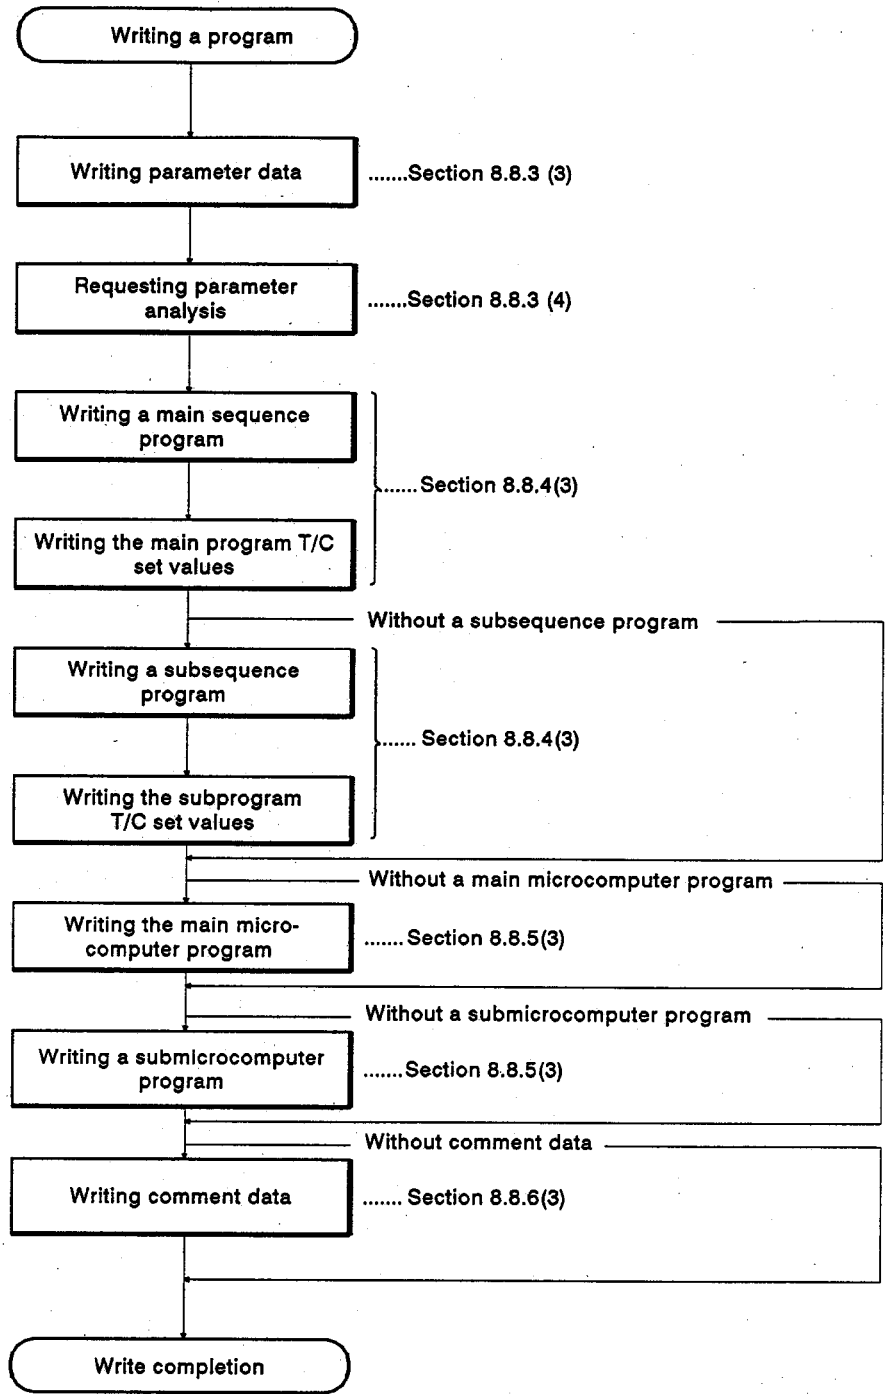 Writing a program
Writing parameter data
.......Section 8.8.3 (3)
Requesting parameter
analysis
.......Section 8.8.3 (4)
Writing a main sequence
program
.......Section 8.8.4(3)
Writing the main program T/C
set values
Without a subsequence program
Writing a subsequence
program
....... Section 8.8.4(3)
Writing the subprogram
T/C set values
Without a main microcomputer program
Writing the main micro-
computer program
....... Section 8.8.5(3)
Without a submicrocomputer program
Writing a submicrocomputer
program
.......Section 8.8.5(3)
Without comment data
Writing comment data
....... Section 8.8.6(3)
Write completion